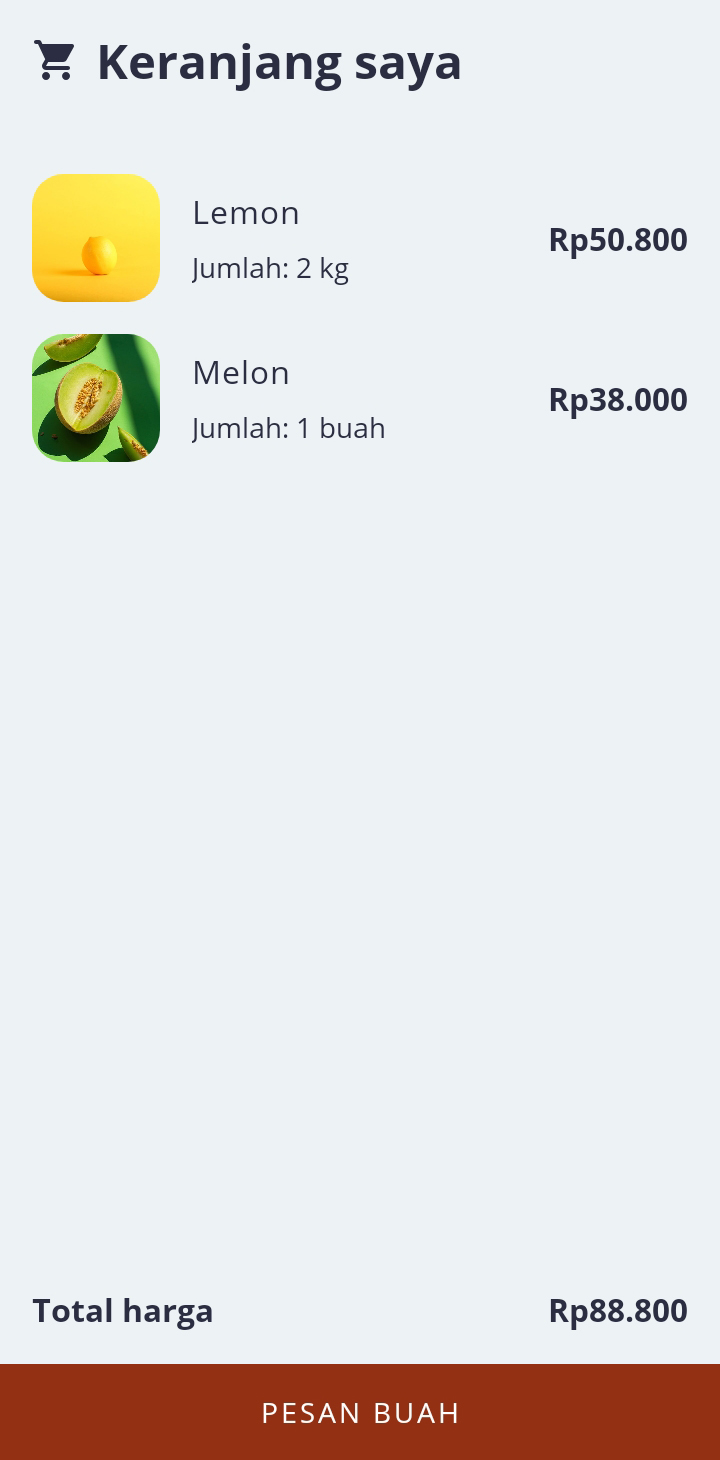 Keranjang saya
Lemon
Jumlah: 2 kg
Rp50.800
Melon
Jumlah: 1 buah
Rp38.000
Total harga
Rp88.800
PESAN BUAH